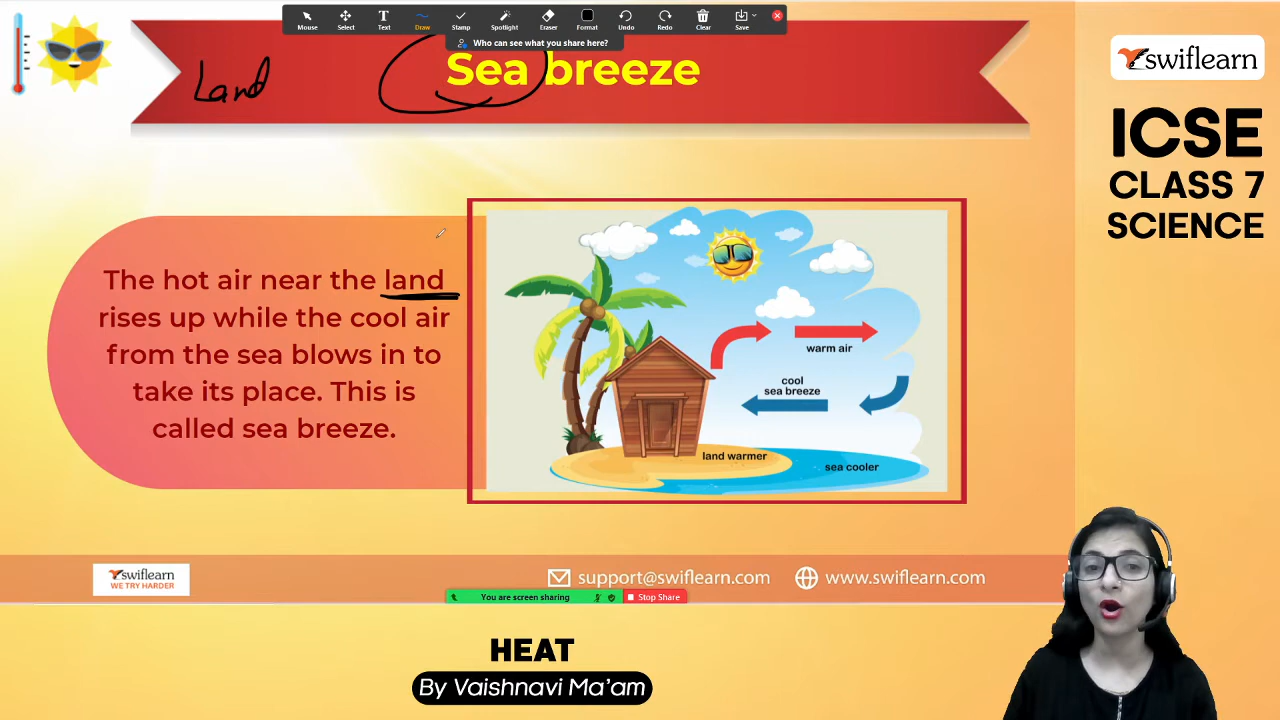 Mouse Select Text Draw Stamp Spotlight Eraser Format Undo Redo Clear Save
Who can see what you share here?
Land
Sea breeze
swiflearn
ICSE
CLASS 7
SCIENCE
The hot air near the land
rises up while the cool air
from the sea blows in to
take its place. This is
called sea breeze.
warm air
cool
sea breeze
land warmer
sea cooler
swiflearn
WE TRY HARDER
support@swiflearn.com www.swiflearn.com
You are screen sharing Stop Share
HEAT
By Vaishnavi Ma'am